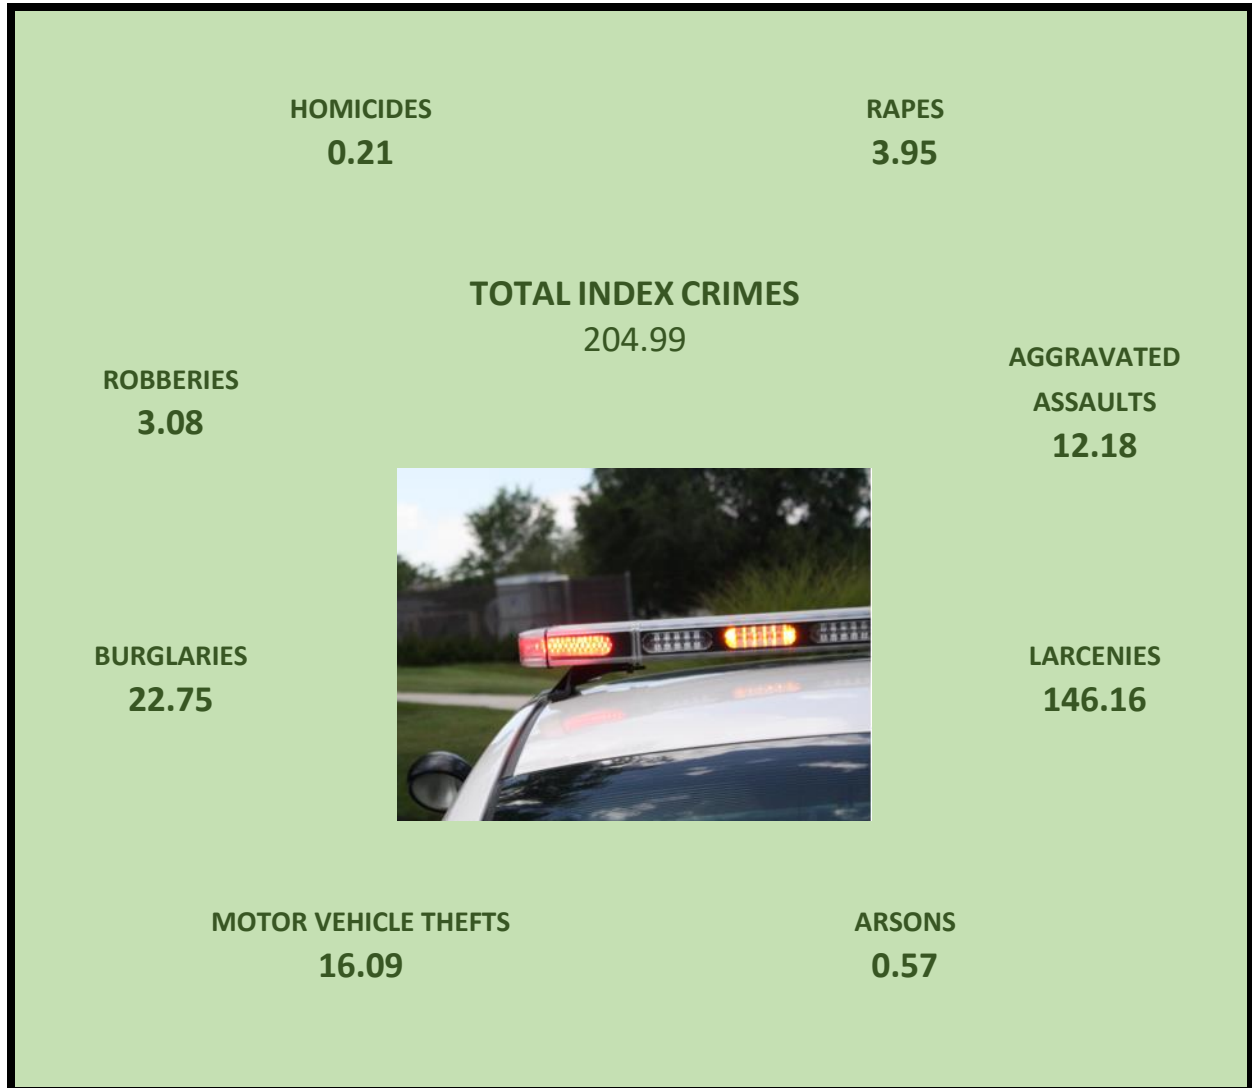 HOMICIDES
0.21
RAPES
3.95
TOTAL INDEX CRIMES
204.99
ROBBERIES
3.08
AGGRAVATED
ASSAULTS
12.18
BURGLARIES
22.75
LARCENIES
146.16
MOTOR VEHICLE THEFTS
16.09
ARSONS
0.57